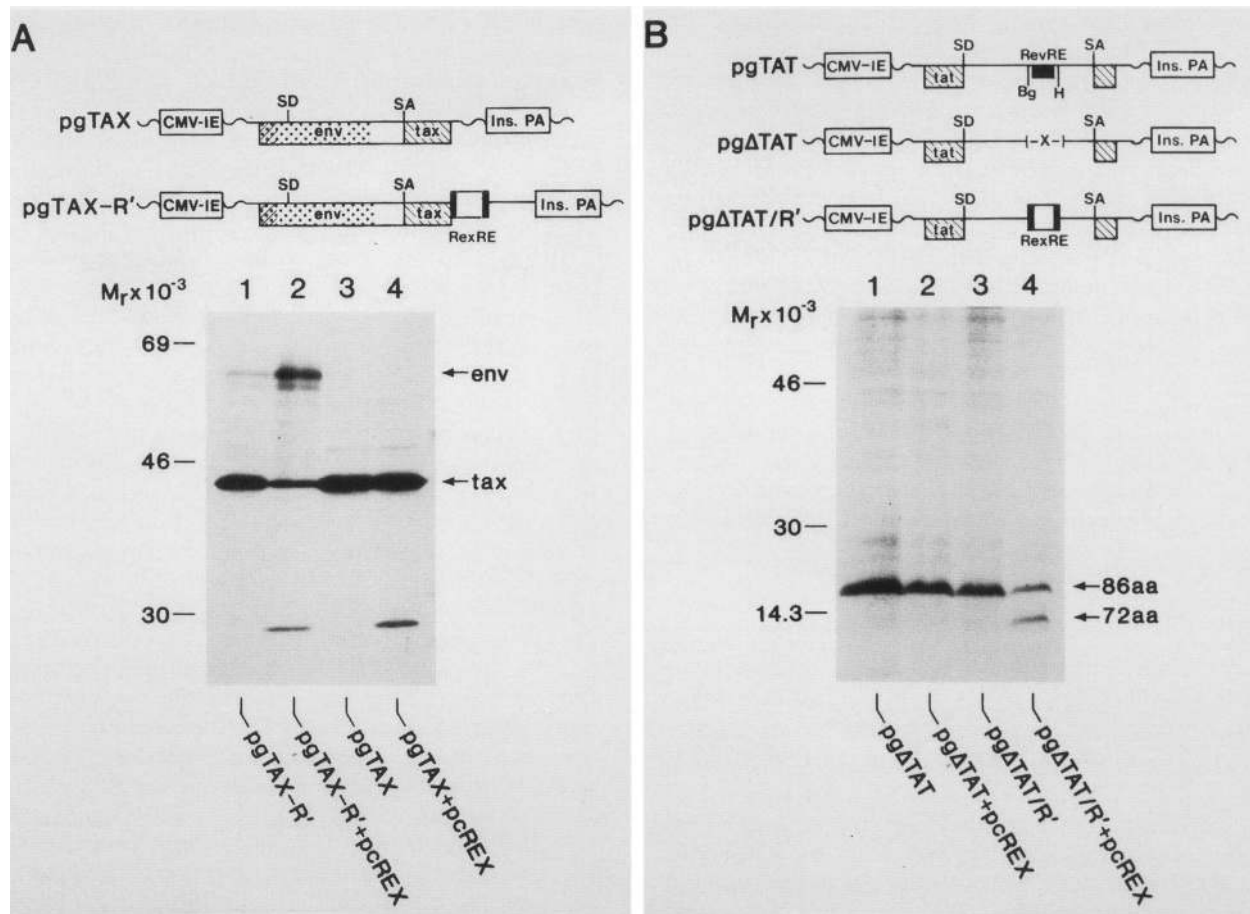 A
SD
SA
pgTAX
CMV-IE
env
tax
Ins. PA
SD
SA
pgTAX-R′
CMV-IE
env
tax
Ins. PA
RexRE
Mr x 10-3
1 2 3 4
69
env
46
tax
30
pgTAX-R′
pgTAX-R′+pcREX
pgTAX
pgTAX+pcREX
B
SD
RevRE
SA
pgTAT
CMV-IE
tat
Ins. PA
Bg
H
SD
SA
pgΔTAT
CMV-IE
tat
(-X-)
Ins. PA
SD
SA
pgΔTAT/R′
CMV-IE
tat
Ins. PA
RexRE
1 2 3 4
Mr x 10-3
46
30
86aa
14.3
72aa
pgΔTAT
pgΔTAT+pcREX
pgΔTAT/R′
pgΔTAT/R′+pcREX